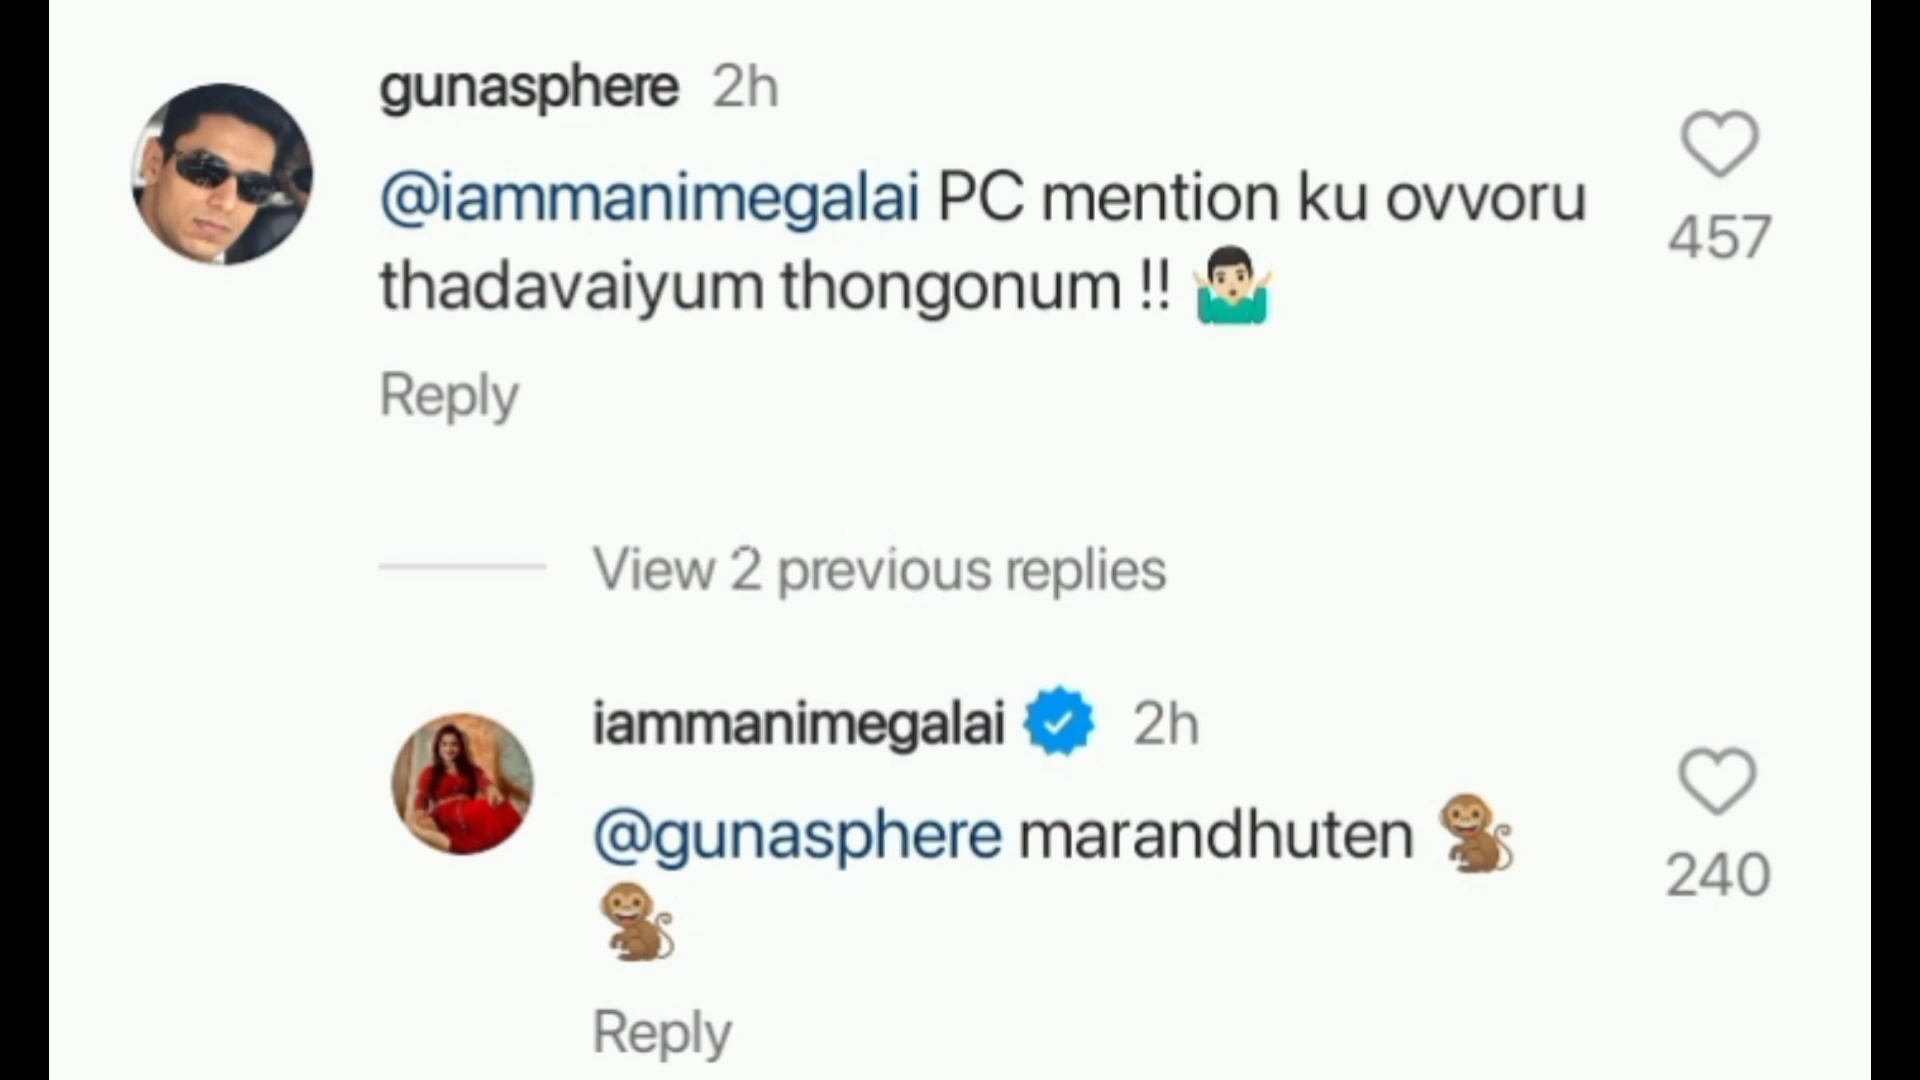 gunasphere 2h
@iammanimegalai PC mention ku ovvoru
457
thadavaiyum thongonum !! 🤷🏻‍♂️
Reply
View 2 previous replies
iammanimegalai 2h
@gunasphere marandhuten 🐒
🐒
240
Reply